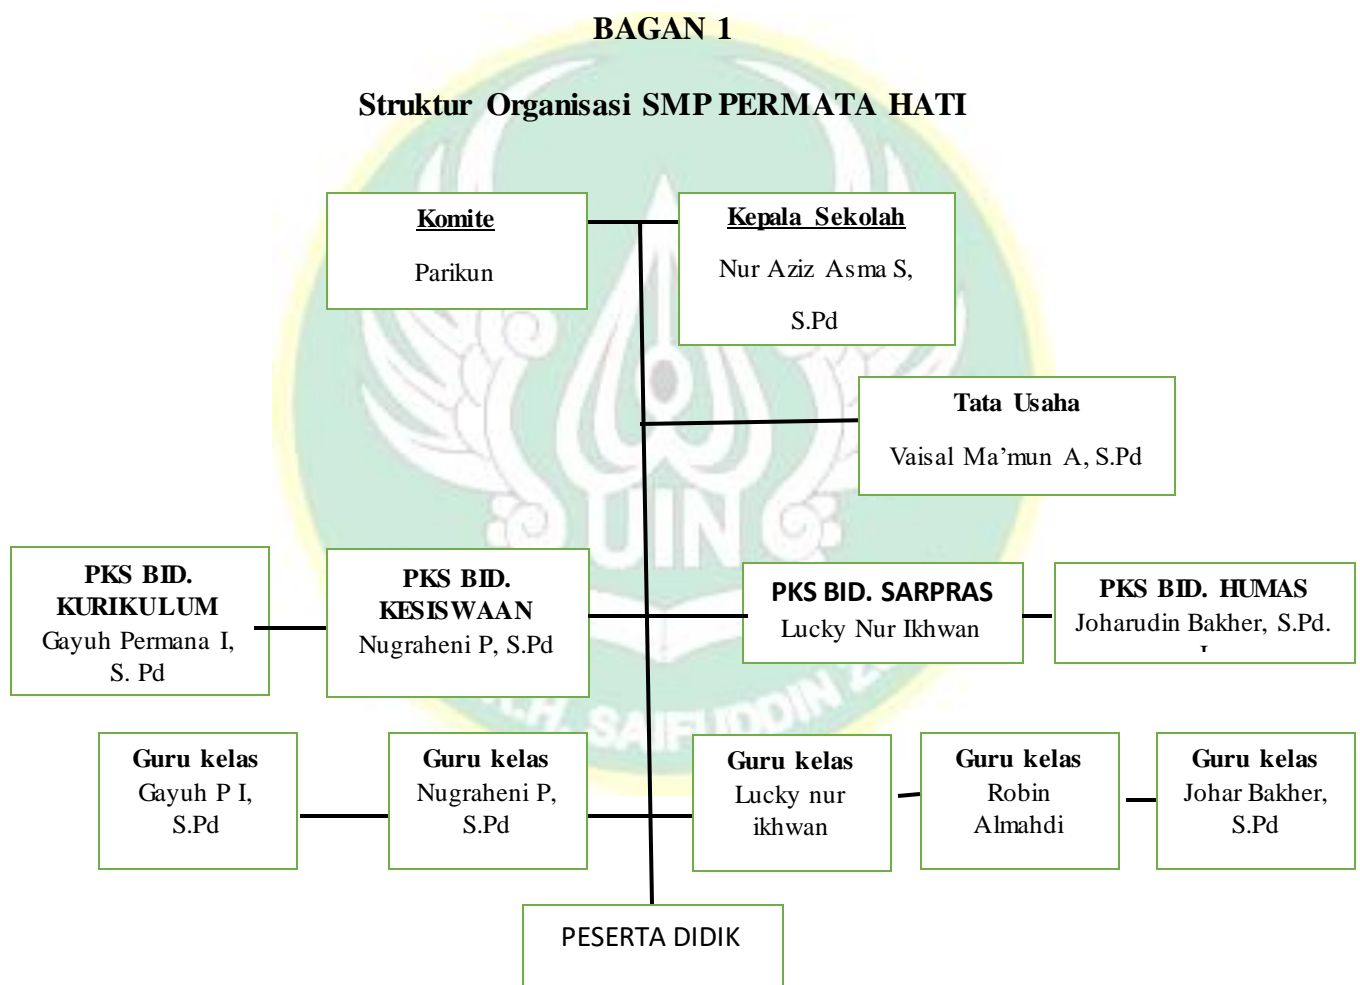 BAGAN 1
Struktur Organisasi SMP PERMATA HATI
Komite
Parikun
Kepala Sekolah
Nur Aziz Asma S,
S.Pd
Tata Usaha
Vaisal Ma’mun A, S.Pd
PKS BID.
KURIKULUM
Gayuh Permana I,
S. Pd
PKS BID.
KESISWAAN
Nugraheni P, S.Pd
PKS BID. SARPRAS
Lucky Nur Ikhwan
PKS BID. HUMAS
Joharudin Bakher, S.Pd.
Guru kelas
Gayuh P I,
S.Pd
Guru kelas
Nugraheni P,
S.Pd
Guru kelas
Lucky nur
ikhwan
Guru kelas
Robin
Almahdi
Guru kelas
Johar Bakher,
S.Pd
PESERTA DIDIK
UIN
K.H. SAIFUDDIN